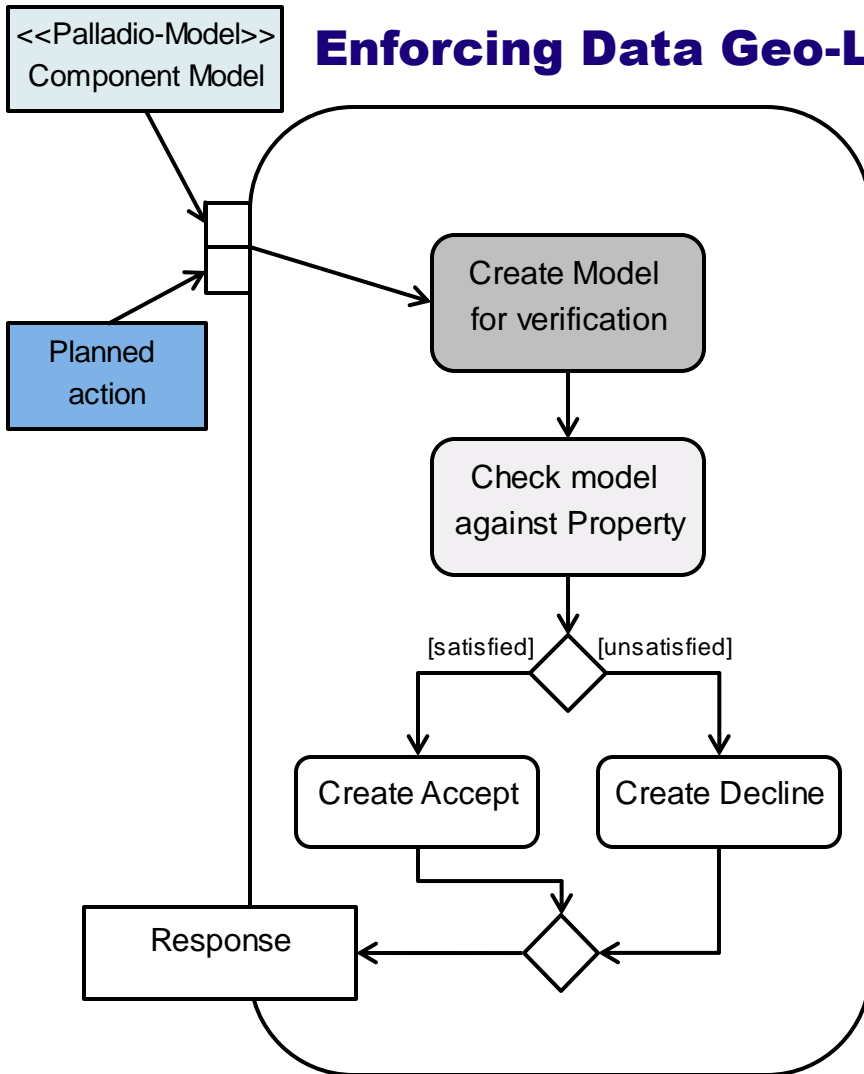 <<Palladio-Model>>
Component Model
Enforcing Data Geo-L
Planned
action
Create Model
for verification
Check model
against Property
[satisfied]
[unsatisfied]
Create Accept
Create Decline
Response